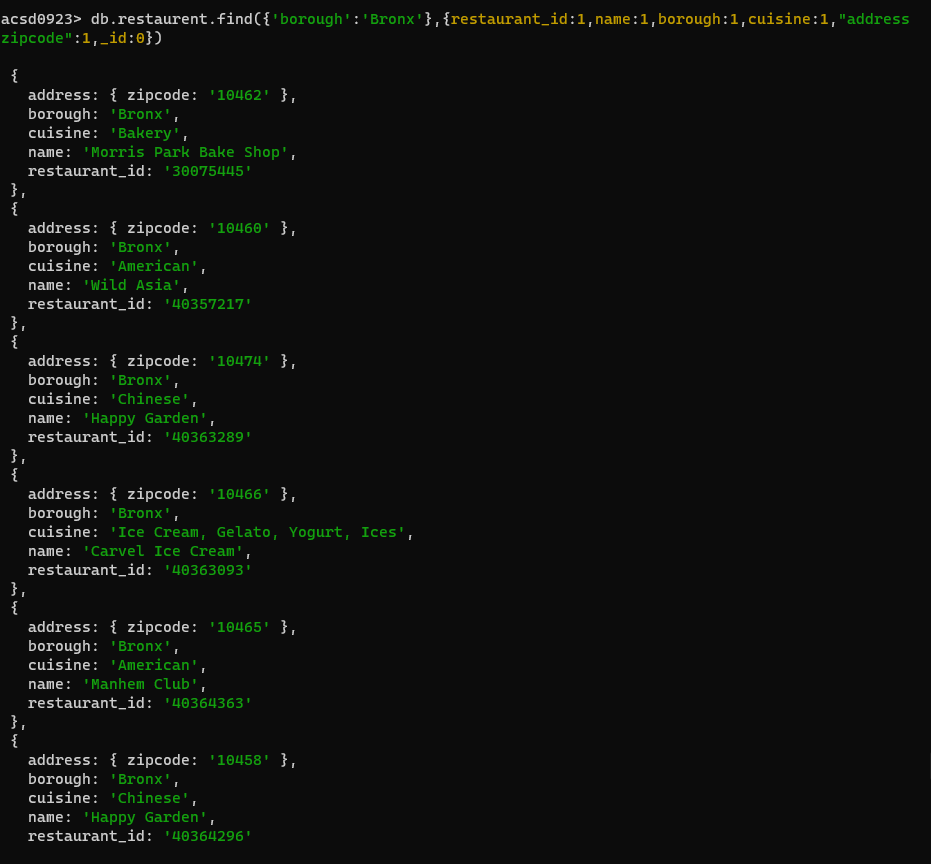 acsd0923> db.restaurent.find({'borough':'Bronx'},{restaurant_id:1,name:1,borough:1,cuisine:1,"address
zipcode":1,_id:0})
{
address: { zipcode: '10462' },
borough: 'Bronx',
cuisine: 'Bakery',
name: 'Morris Park Bake Shop',
restaurant_id: '30075445'
},
{
address: { zipcode: '10460' },
borough: 'Bronx',
cuisine: 'American',
name: 'Wild Asia',
restaurant_id: '40357217'
},
{
address: { zipcode: '10474' },
borough: 'Bronx',
cuisine: 'Chinese',
name: 'Happy Garden',
restaurant_id: '40363289'
},
{
address: { zipcode: '10466' },
borough: 'Bronx',
cuisine: 'Ice Cream, Gelato, Yogurt, Ices',
name: 'Carvel Ice Cream',
restaurant_id: '40363093'
},
{
address: { zipcode: '10465' },
borough: 'Bronx',
cuisine: 'American',
name: 'Manhem Club',
restaurant_id: '40364363'
},
{
address: { zipcode: '10458' },
borough: 'Bronx',
cuisine: 'Chinese',
name: 'Happy Garden',
restaurant_id: '40364296'